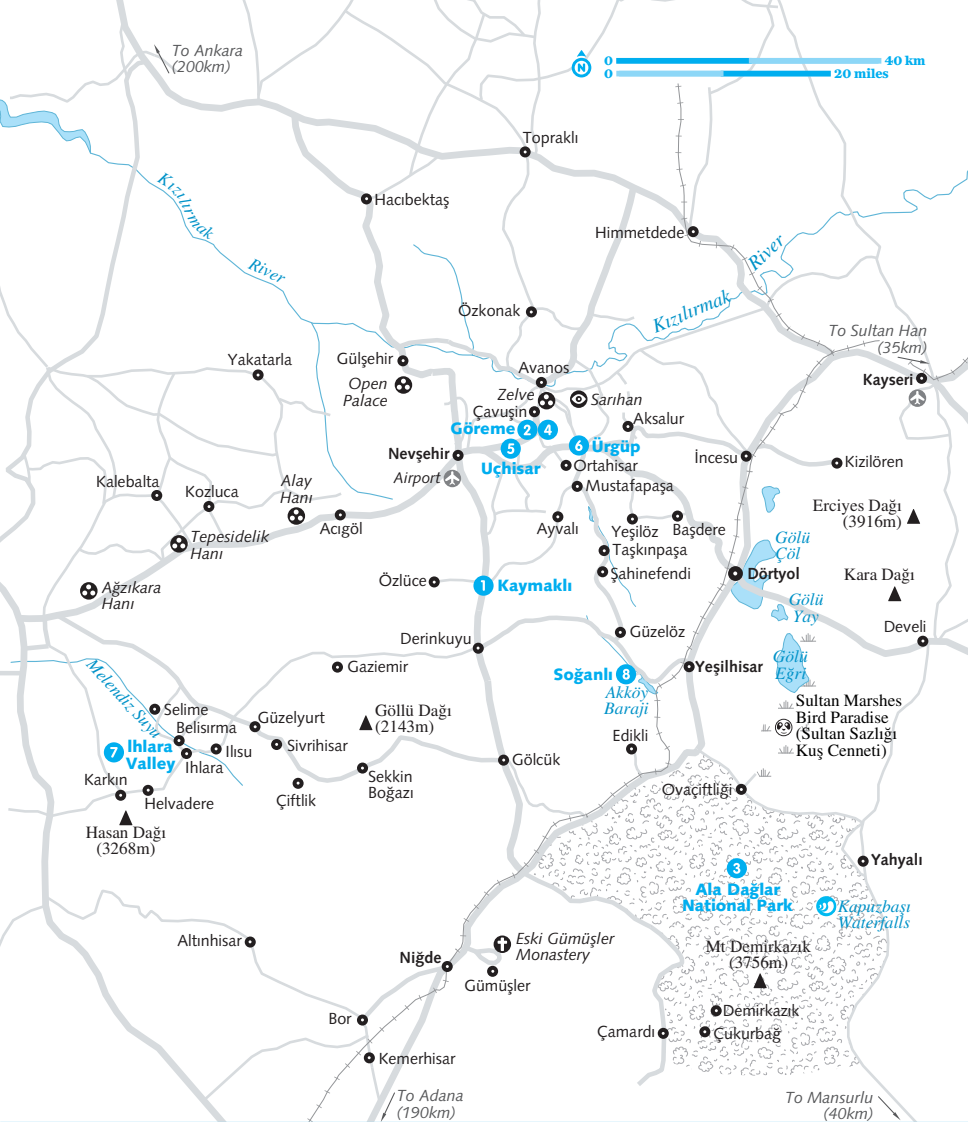 To Ankara
(200km)
N
0
40 km
0
20 miles
Topraklı
Kızılırmak
Hacıbektaş
Himmetdede
River
River
Kızılırmak
Özkonak
To Sultan Han
(35km)
Yakatarla
Gülşehir
Open
Palace
Avanos
Zelve
Sarıhan
Çavuşin
Kayseri
Göreme 2 4
Aksalur
5
6 Ürgüp
Uçhisar
Nevşehir
Airport
Ortahisar
Mustafapaşa
İncesu
Kizilören
Kalebalta
Kozluca
Alay
Hanı
Acıgöl
Tepesidelik
Hanı
Ayvalı
Yeşilöz
Başdere
Taşkınpaşa
Erciyes Daği
(3916m)
Gölü
Çöl
Ağzıkara
Hanı
Özlüce
1 Kaymaklı
Şahinefendi
Dörtyol
Kara Daği
Gölü
Yay
Derinkuyu
Güzelöz
Develi
Gaziemir
Melendiz Suyu
Soğanlı 8
Yeşilhisar
Gölü
Eğri
Akköy
Baraji
Sultan Marshes
Bird Paradise
(Sultan Sazlığı
Kuş Cenneti)
Selime
Belisırma
Güzelyurt
Göllü Daği
(2143m)
7 Ihlara
Valley
Ilısu
Ihlara
Sivrihisar
Edikli
Gölcük
Karkın
Helvadere
Çiftlik
Sekkin
Boğazı
Ovaçiftliği
Hasan Daği
(3268m)
Yahyalı
3
Ala Dağlar
National Park
Kapuzbaşı
Waterfalls
Altınhisar
Eski Gümüşler
Monastery
Niğde
Gümüşler
Mt Demirkazık
(3756m)
Bor
Demirkazık
Çamardı
Çukurbağ
Kemerhisar
To Adana
(190km)
To Mansurlu
(40km)